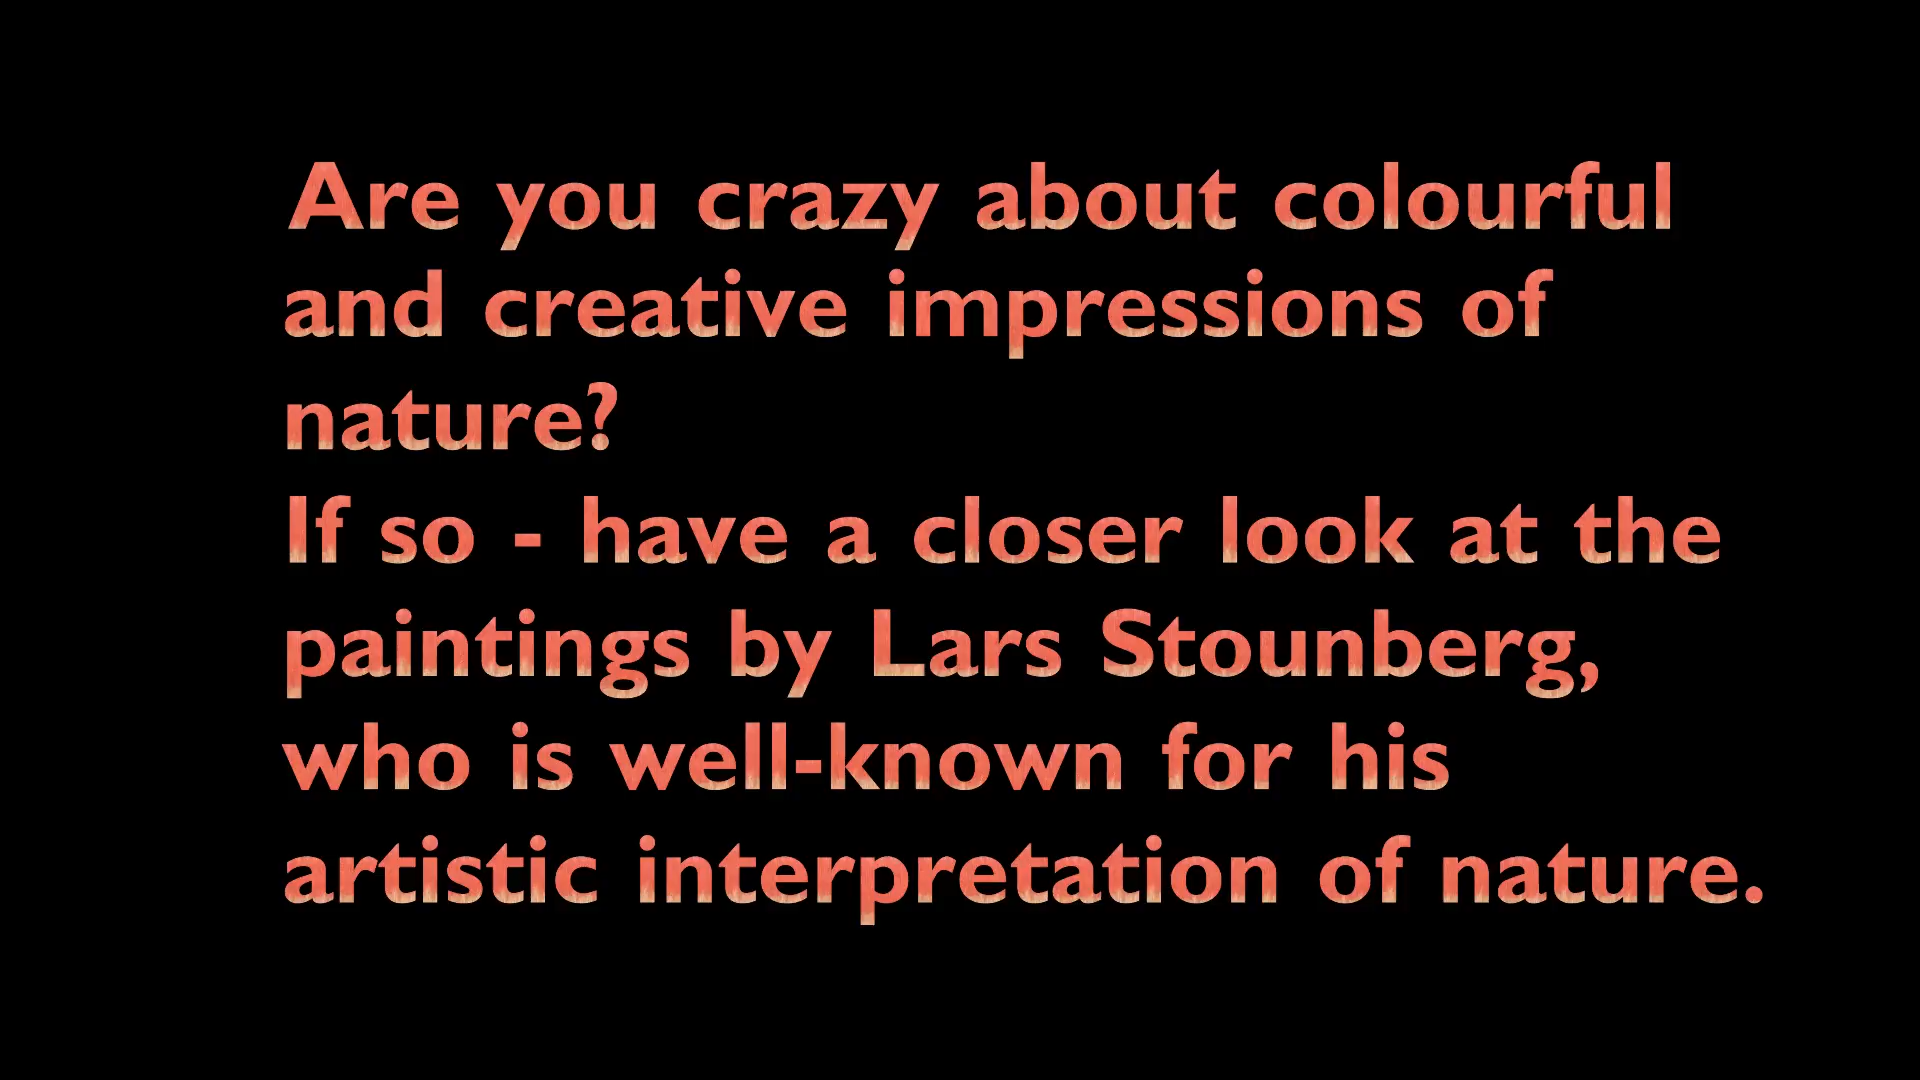 Are you crazy about colourful
and creative impressions of
nature?
If so - have a closer look at the
paintings by Lars Stounberg,
who is well-known for his
artistic interpretation of nature.